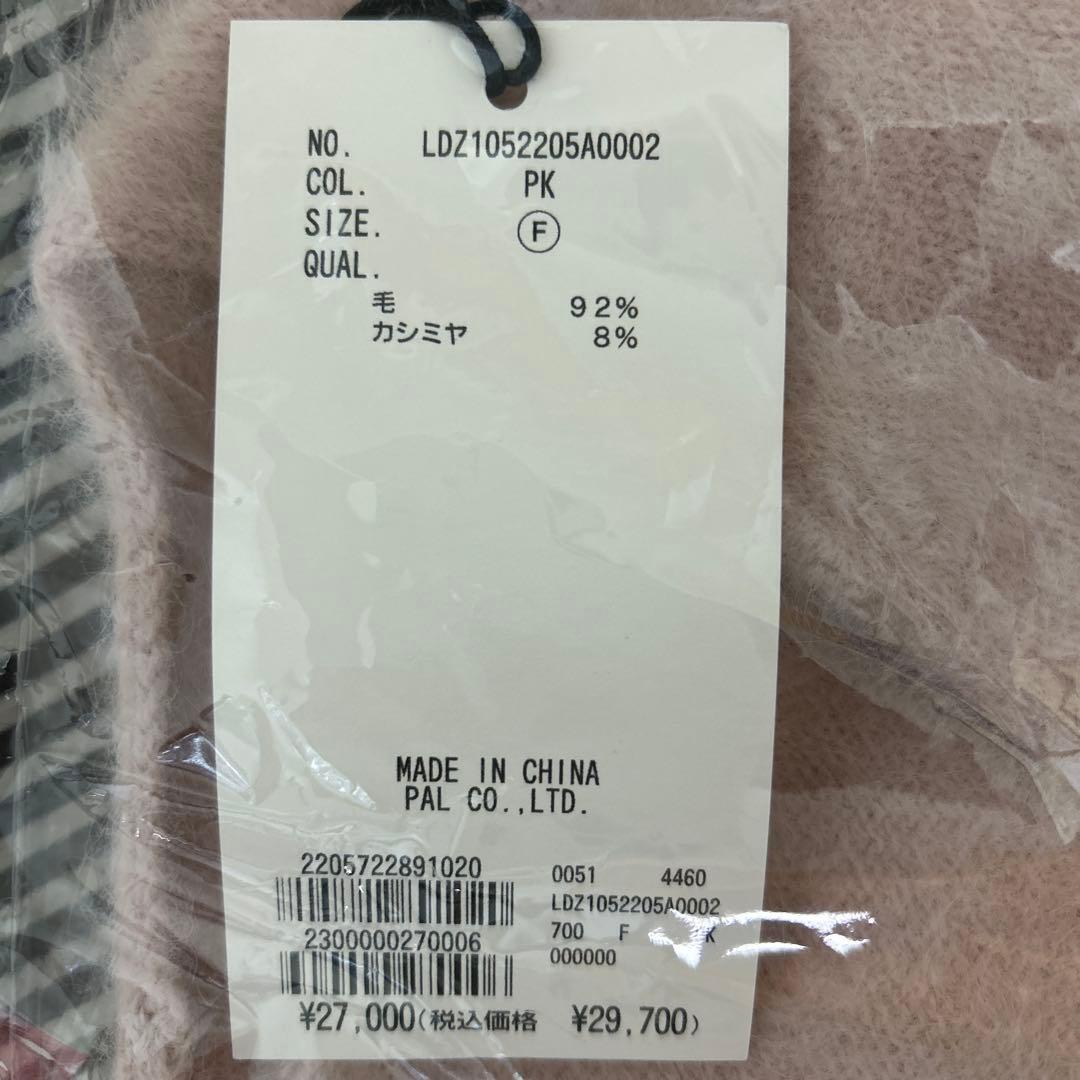 NO. LDZ1052205A0002
COL. PK
SIZE. F
QUAL.
毛 92%
カシミヤ 8%
MADE IN CHINA
PAL CO.,LTD.
2205722891020
2300000270006
¥27,000(税込価格 ¥29,700)
0051 4460
LDZ1052205A0002
700 F
000000